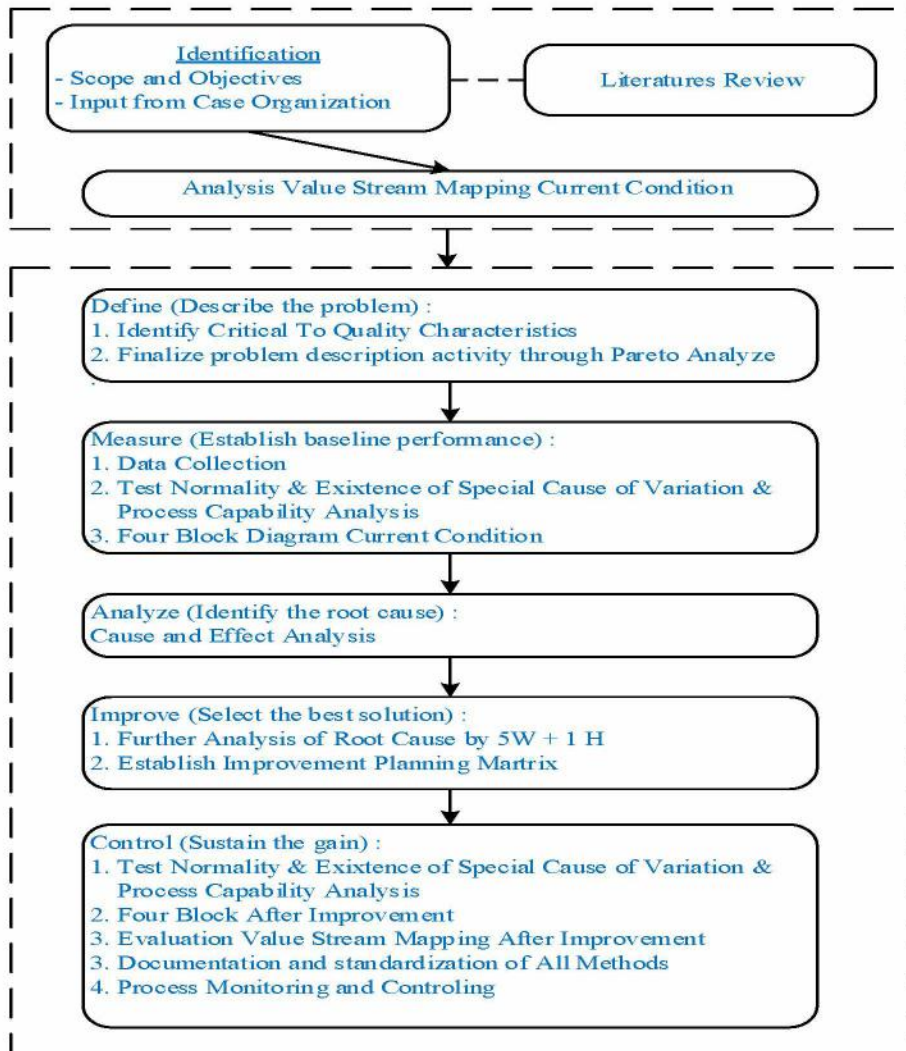 Identification
- Scope and Objectives
- Input from Case Organization
Literatures Review
Analysis Value Stream Mapping Current Condition
Define (Describe the problem) :
1. Identify Critical To Quality Characteristics
2. Finalize problem description activity through Pareto Analyze
.
Measure (Establish baseline performance) :
1. Data Collection
2. Test Normality & Exixtence of Special Cause of Variation &
Process Capability Analysis
3. Four Block Diagram Current Condition
Analyze (Identify the root cause) :
Cause and Effect Analysis
Improve (Select the best solution) :
1. Further Analysis of Root Cause by 5W + 1 H
2. Establish Improvement Planning Martrix
Control (Sustain the gain) :
1. Test Normality & Exixtence of Special Cause of Variation &
Process Capability Analysis
2. Four Block After Improvement
3. Evaluation Value Stream Mapping After Improvement
3. Documentation and standardization of All Methods
4. Process Monitoring and Controling